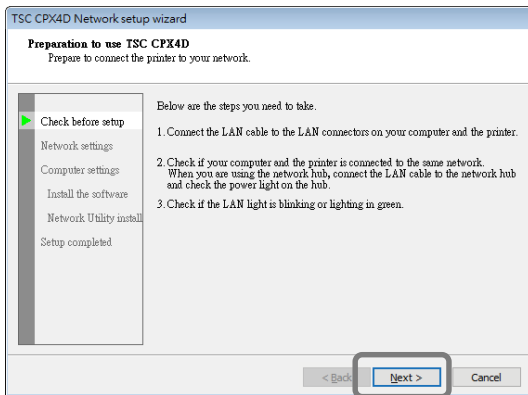 TSC CPX4D Network setup wizard
Preparation to use TSC CPX4D
Prepare to connect the printer to your network.
Check before setup
Network settings
Computer settings
Install the software
Network Utility install
Setup completed
Below are the steps you need to take.
1. Connect the LAN cable to the LAN connectors on your computer and the printer.
2. Check if your computer and the printer is connected to the same network.
When you are using the network hub, connect the LAN cable to the network hub
and check the power light on the hub.
3. Check if the LAN light is blinking or lighting in green.
< Back
Next >
Cancel